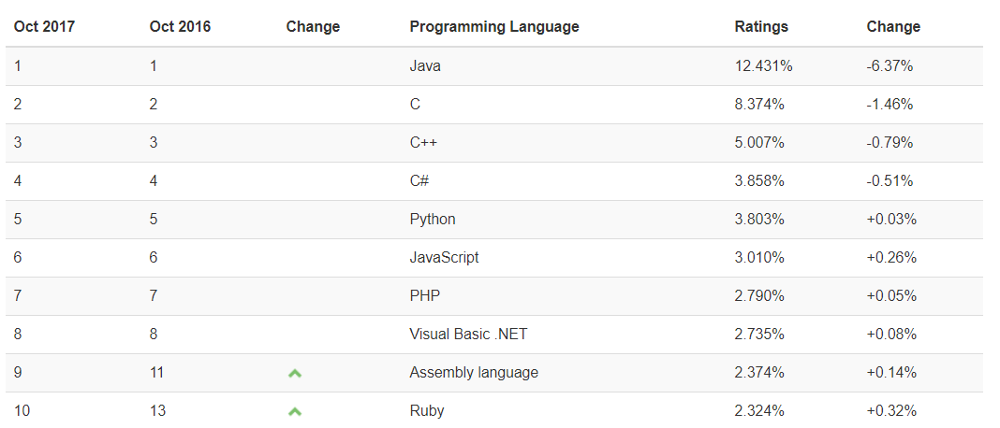 Oct 2017 Oct 2016 Change Programming Language Ratings Change
1 1 Java 12.431% -6.37%
2 2 C 8.374% -1.46%
3 3 C++ 5.007% -0.79%
4 4 C# 3.858% -0.51%
5 5 Python 3.803% +0.03%
6 6 JavaScript 3.010% +0.26%
7 7 PHP 2.790% +0.05%
8 8 Visual Basic .NET 2.735% +0.08%
9 11 Assembly language 2.374% +0.14%
10 13 Ruby 2.324% +0.32%